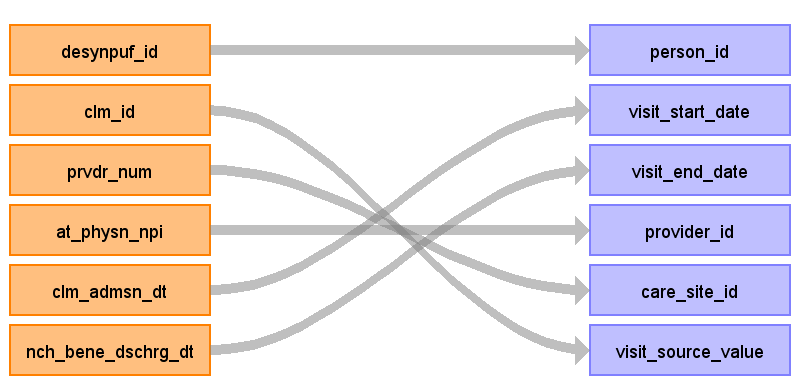 desynpuf_id
person_id
clm_id
visit_start_date
prvdr_num
visit_end_date
at_physn_npi
provider_id
clm_admsn_dt
care_site_id
nch_bene_dschrg_dt
visit_source_value